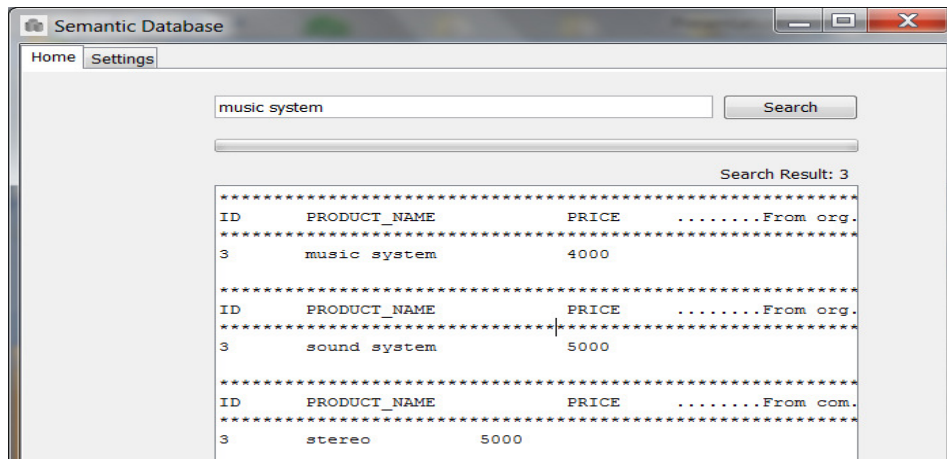 Semantic Database
Home Settings
music system Search
Search Result: 3
**********************************************************
ID PRODUCT_NAME PRICE ........From org.
**********************************************************
3 music system 4000
**********************************************************
ID PRODUCT_NAME PRICE ........From org.
**********************************************************
3 sound system 5000
**********************************************************
ID PRODUCT_NAME PRICE ........From com.
**********************************************************
3 stereo 5000